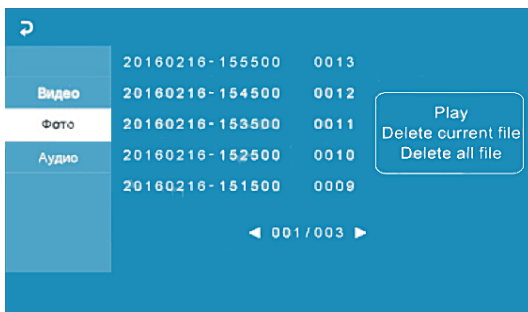 20160216-155500 0013
Видео 20160216-154500 0012
Фото 20160216-153500 0011
Аудио 20160216-152500 0010
20160216-151500 0009
Play
Delete current file
Delete all file
◀ 001/003 ▶